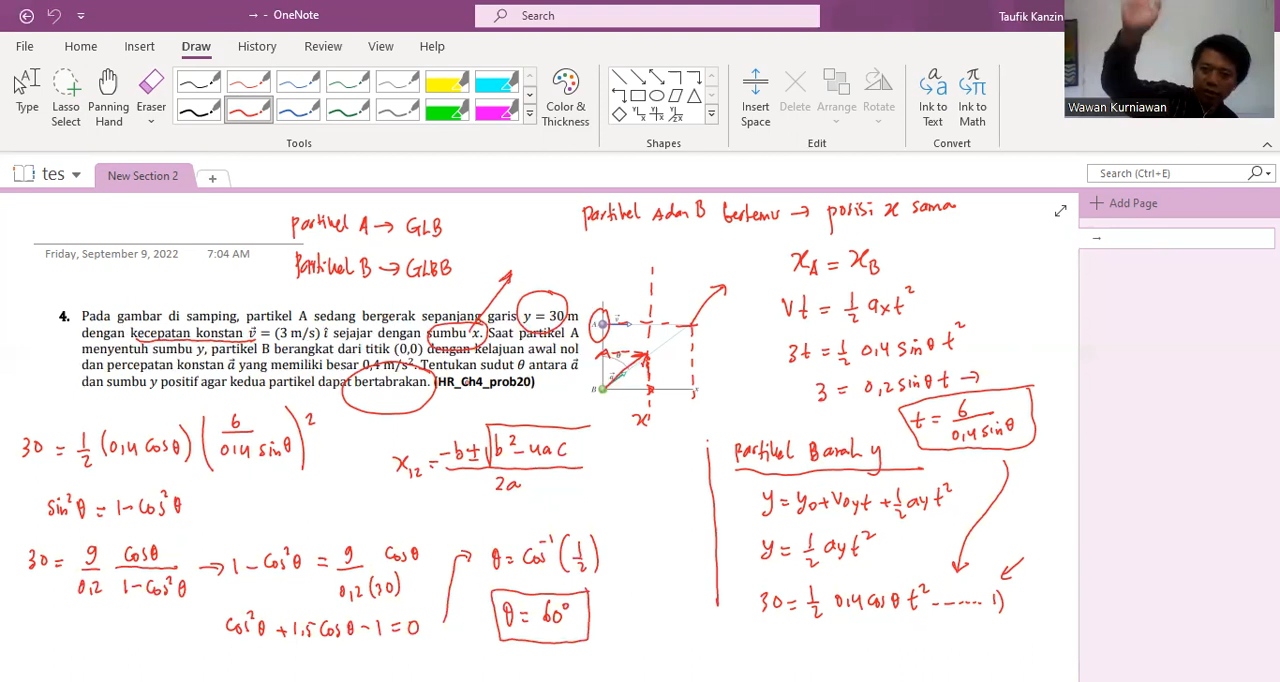 → - OneNote
Search
Taufik Kanzin
File Home Insert Draw History Review View Help
Type
Lasso Select
Panning Hand
Eraser
Color & Thickness
Insert Space
Delete
Arrange
Rotate
Ink to Text
Ink to Math
Tools
Shapes
Edit
Convert
Wawan Kurniawan
tes
New Section 2
Search (Ctrl+E)
Add Page
→
Friday, September 9, 2022 7:04 AM
Partikel A → GLB
Partikel B → GLBB
4. Pada gambar di samping, partikel A sedang bergerak sepanjang garis y = 30 m
dengan kecepatan konstan v⃗ = (3 m/s) î sejajar dengan sumbu x. Saat partikel A
menyentuh sumbu y, partikel B berangkat dari titik (0,0) dengan kelajuan awal nol
dan percepatan konstan a⃗ yang memiliki besar 0,4 m/s². Tentukan sudut θ antara a⃗
dan sumbu y positif agar kedua partikel dapat bertabrakan. (HR_Ch4_prob20)
A
v⃗
θ
B
x
x
30 = 1/2 (0,4 cos θ) (6 / 0,4 sin θ)²
sin²θ = 1 - cos²θ
30 = 9/0,2 cos θ / 1 - cos²θ → 1 - cos²θ = 9/0,2(30) cos θ
cos²θ + 1,5 cos θ - 1 = 0
x₁₂ = -b ± √b² - 4ac / 2a
θ = cos⁻¹ (1/2)
θ = 60°
partikel A dan B bertemu → posisi x sama
x_A = x_B
vt = 1/2 a_x t²
3t = 1/2 0,4 sin θ t²
3 = 0,2 sin θ t →
t = 6 / 0,4 sin θ
Partikel B arah y
y = y₀ + v₀y t + 1/2 a_y t²
y = 1/2 a_y t²
30 = 1/2 0,4 cos θ t² ...... 1)